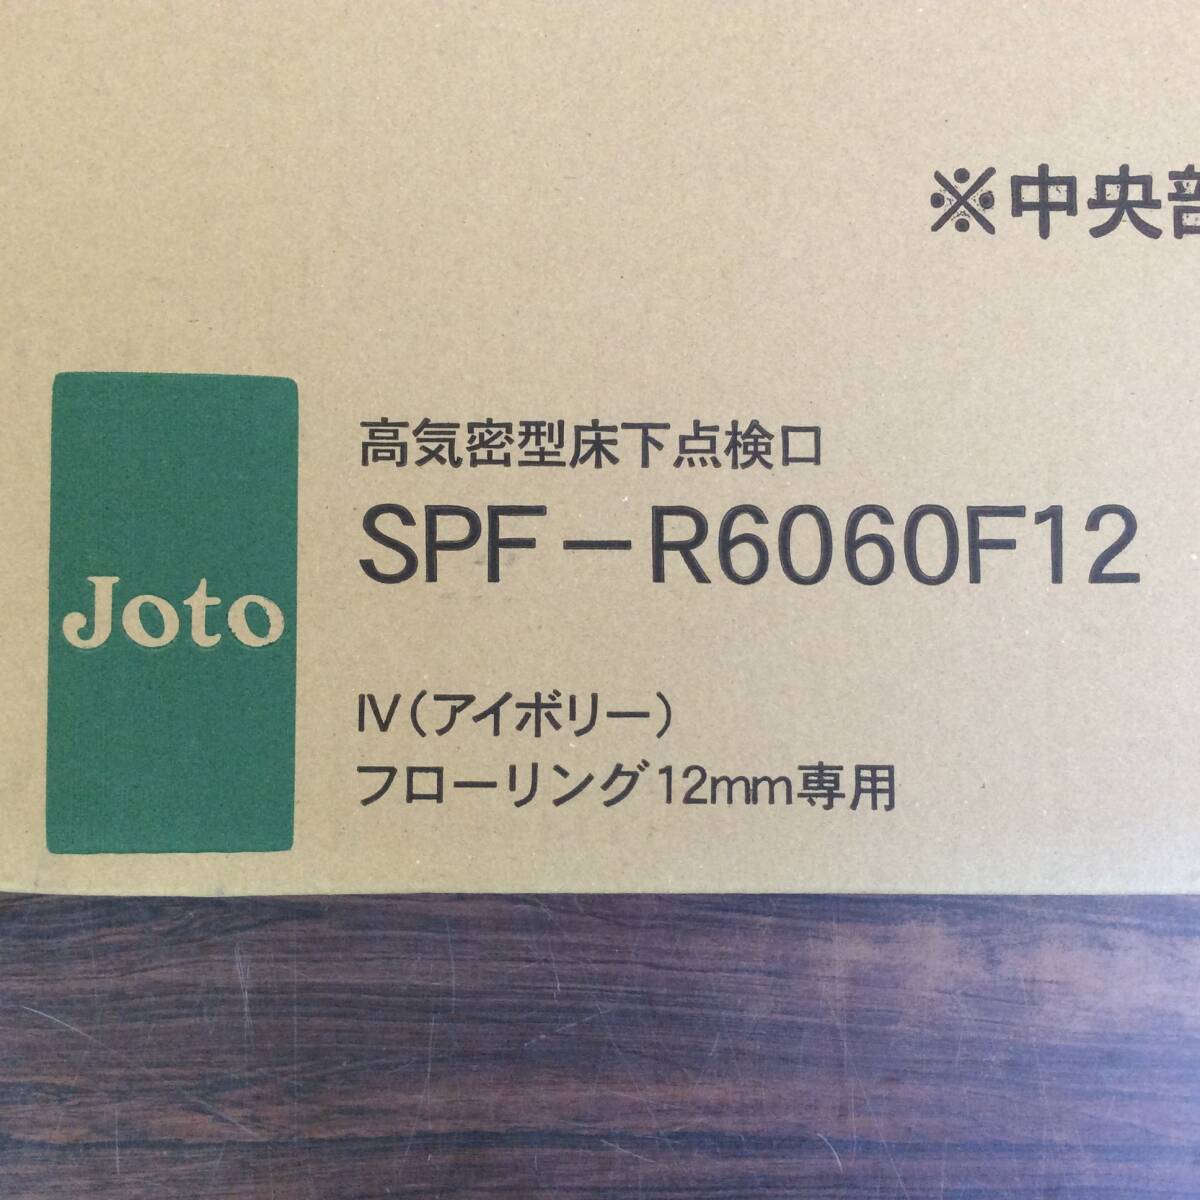 ※中央部
Joto
高気密型床下点検口
SPF−R6060F12
IV(アイボリー)
フローリング12mm専用